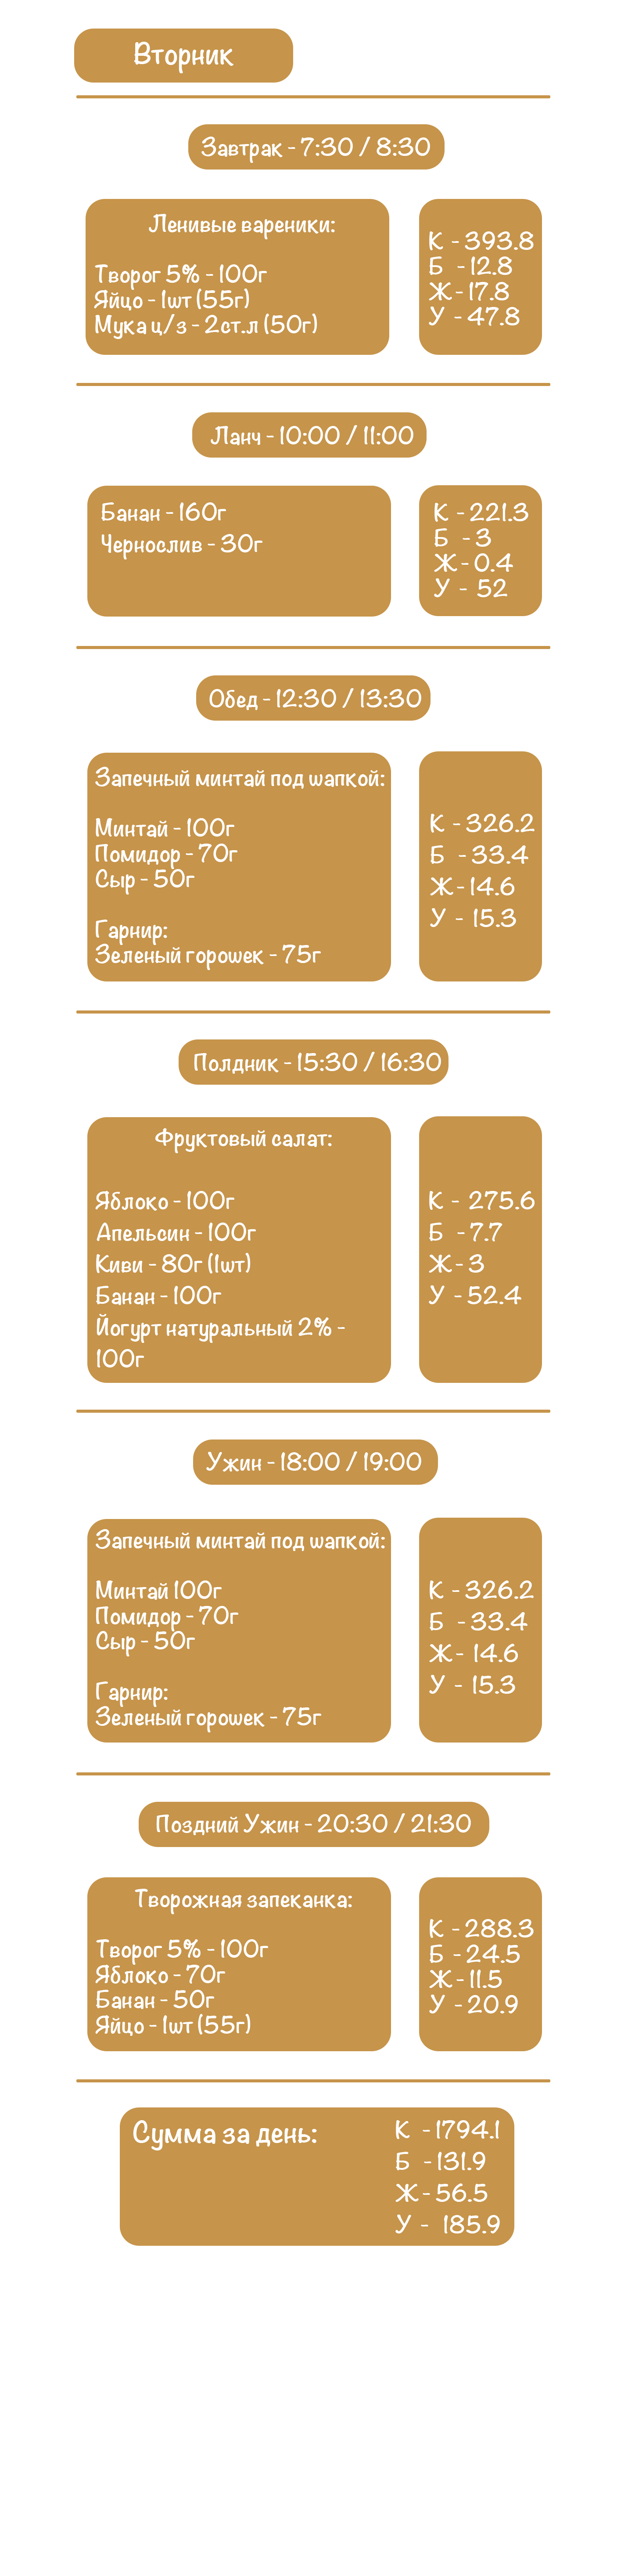 Вторник
Завтрак - 7:30 / 8:30
Ленивые вареники:
Творог 5% - 100г
Яйцо - 1шт (55г)
Мука ц/з - 2ст.л (50г)
К - 393.8
Б - 12.8
Ж - 17.8
У - 47.8
Ланч - 10:00 / 11:00
Банан - 160г
Чернослив - 30г
К - 221.3
Б - 3
Ж - 0.4
У - 52
Обед - 12:30 / 13:30
Запечный минтай под шапкой:
Минтай - 100г
Помидор - 70г
Сыр - 50г
Гарнир:
Зеленый горошек - 75г
К - 326.2
Б - 33.4
Ж - 14.6
У - 15.3
Полдник - 15:30 / 16:30
Фруктовый салат:
Яблоко - 100г
Апельсин - 100г
Киви - 80г (1шт)
Банан - 100г
Йогурт натуральный 2% -
100г
К - 275.6
Б - 7.7
Ж - 3
У - 52.4
Ужин - 18:00 / 19:00
Запечный минтай под шапкой:
Минтай 100г
Помидор - 70г
Сыр - 50г
Гарнир:
Зеленый горошек - 75г
К - 326.2
Б - 33.4
Ж - 14.6
У - 15.3
Поздний Ужин - 20:30 / 21:30
Творожная запеканка:
Творог 5% - 100г
Яблоко - 70г
Банан - 50г
Яйцо - 1шт (55г)
К - 288.3
Б - 24.5
Ж - 11.5
У - 20.9
Сумма за день:
К - 1794.1
Б - 131.9
Ж - 56.5
У - 185.9